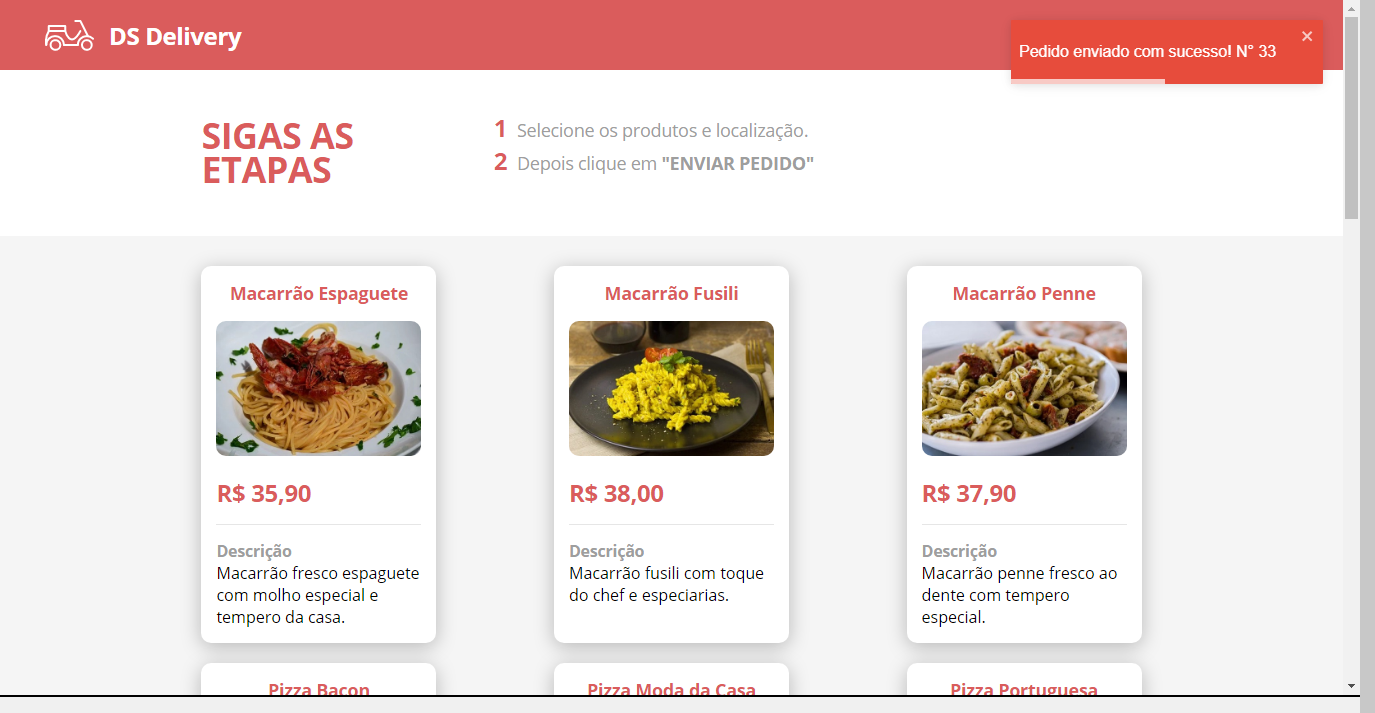 DS Delivery
Pedido enviado com sucesso! N° 33
SIGAS AS
ETAPAS
1 Selecione os produtos e localização.
2 Depois clique em "ENVIAR PEDIDO"
Macarrão Espaguete
R$ 35,90
Descrição
Macarrão fresco espaguete
com molho especial e
tempero da casa.
Macarrão Fusili
R$ 38,00
Descrição
Macarrão fusili com toque
do chef e especiarias.
Macarrão Penne
R$ 37,90
Descrição
Macarrão penne fresco ao
dente com tempero
especial.
Pizza Bacon
Pizza Moda da Casa
Pizza Portuguesa